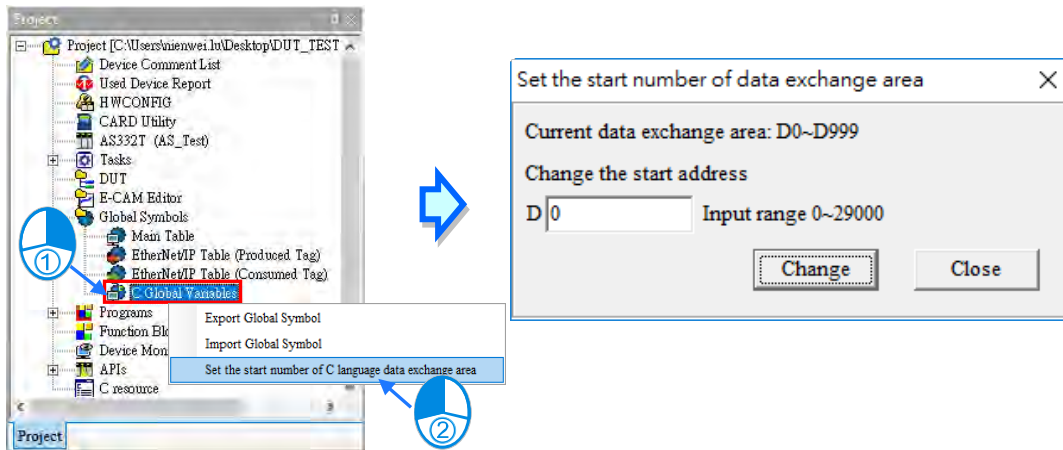 Project
Project [C:\Users\nienwei.lu\Desktop\DUT_TEST
Device Comment List
Used Device Report
HWCONFIG
CARD Utility
AS332T (AS_Test)
Tasks
DUT
E-CAM Editor
Global Symbols
Main Table
EtherNet/IP Table (Produced Tag)
EtherNet/IP Table (Consumed Tag)
C Global Variables
Programs
Function Blo
Device Mon
APIs
C resource
Project
①
Export Global Symbol
Import Global Symbol
Set the start number of C language data exchange area
②
Set the start number of data exchange area
Current data exchange area: D0~D999
Change the start address
D 0 Input range 0~29000
Change Close